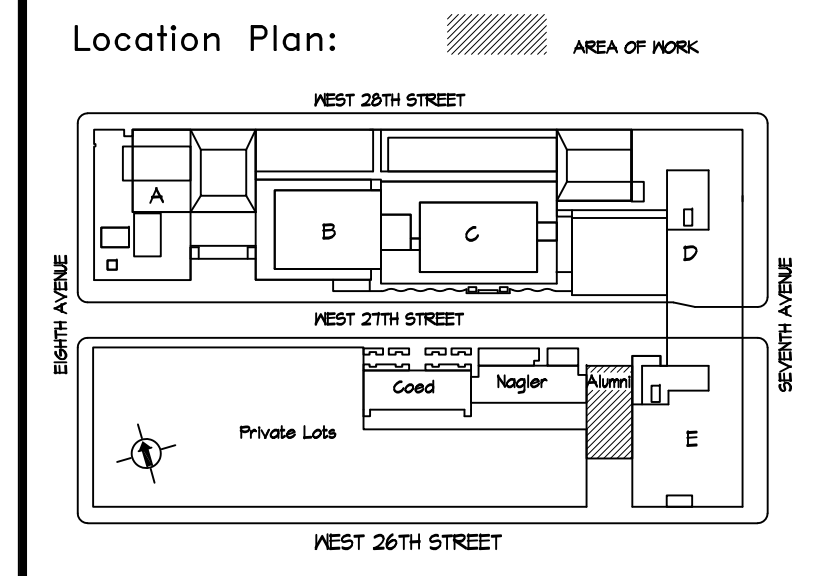 Location Plan:
AREA OF WORK
WEST 28TH STREET
A
B
C
D
EIGHTH AVENUE
SEVENTH AVENUE
WEST 27TH STREET
Coed
Nagler
Alumni
Private Lots
E
WEST 26TH STREET